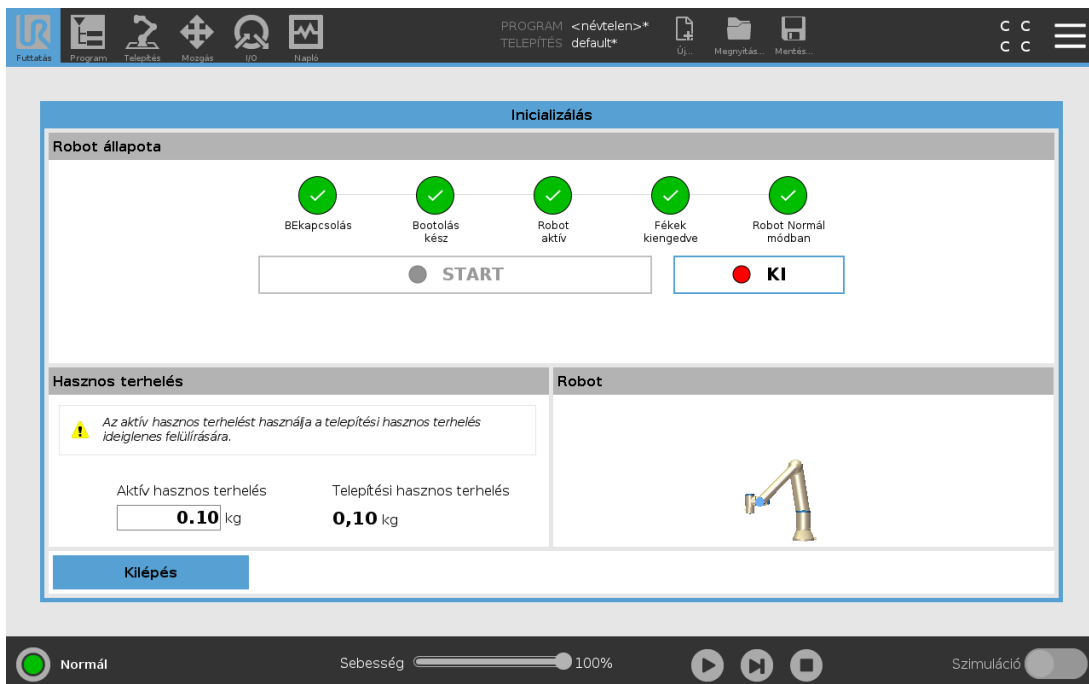 PROGRAM <névtelen>*
TELEPÍTÉS default*
C C
C C
Futtatás Program Telepítés Mozgás I/O Napló Új... Megnyitás... Mentés...
Inicializálás
Robot állapota
BEkapcsolás
Bootolás
kész
Robot
aktív
Fékek
kiengedve
Robot Normál
módban
START
KI
Hasznos terhelés
Robot
Az aktív hasznos terhelést használja a telepítési hasznos terhelés
ideiglenes felülírására.
Aktív hasznos terhelés
Telepítési hasznos terhelés
0.10 kg
0,10 kg
Kilépés
Normál
Sebesség
100%
Szimuláció